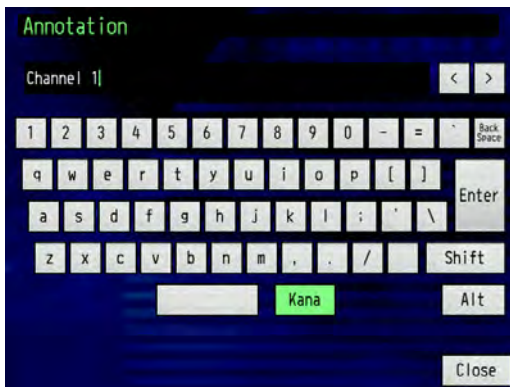 Annotation
Channel 1
< >
1 2 3 4 5 6 7 8 9 0 - = ` Back Space
q w e r t y u i o p [ ]
Enter
a s d f g h j k l ; ' \
z x c v b n m , . / Shift
Kana Alt
Close